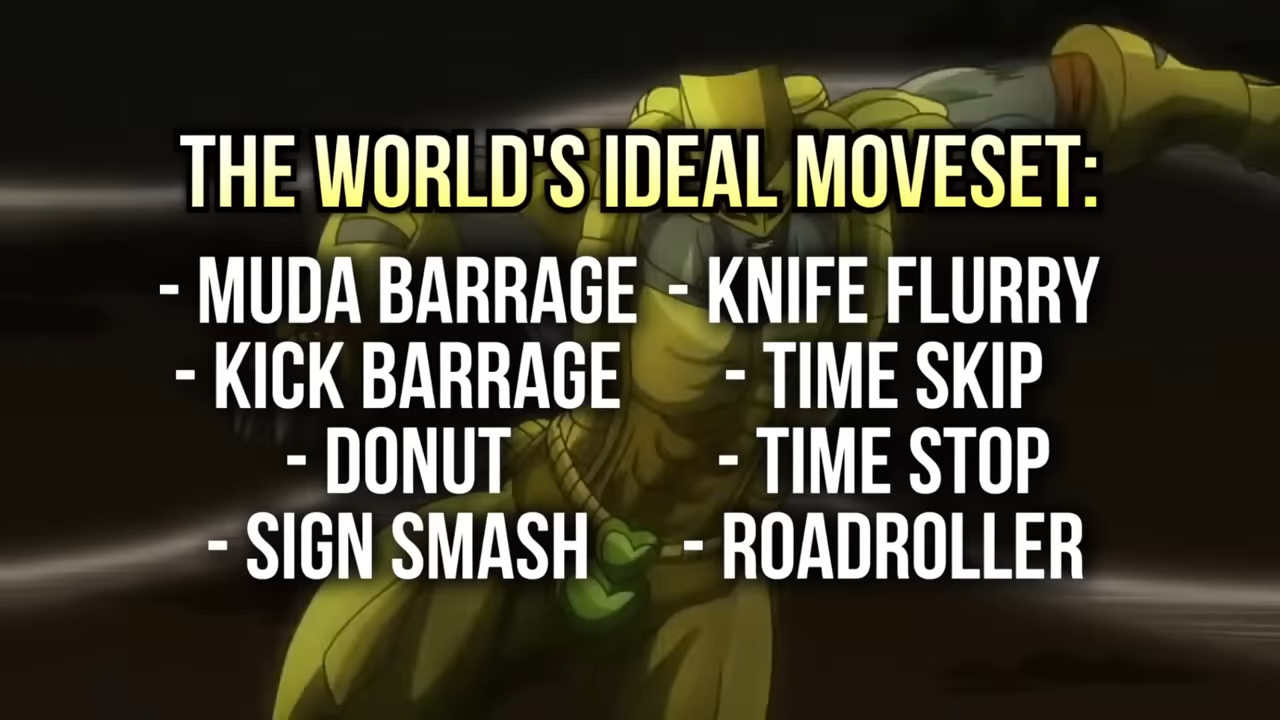 THE WORLD'S IDEAL MOVESET:
- MUDA BARRAGE
- KICK BARRAGE
- DONUT
- SIGN SMASH
- KNIFE FLURRY
- TIME SKIP
- TIME STOP
- ROADROLLER